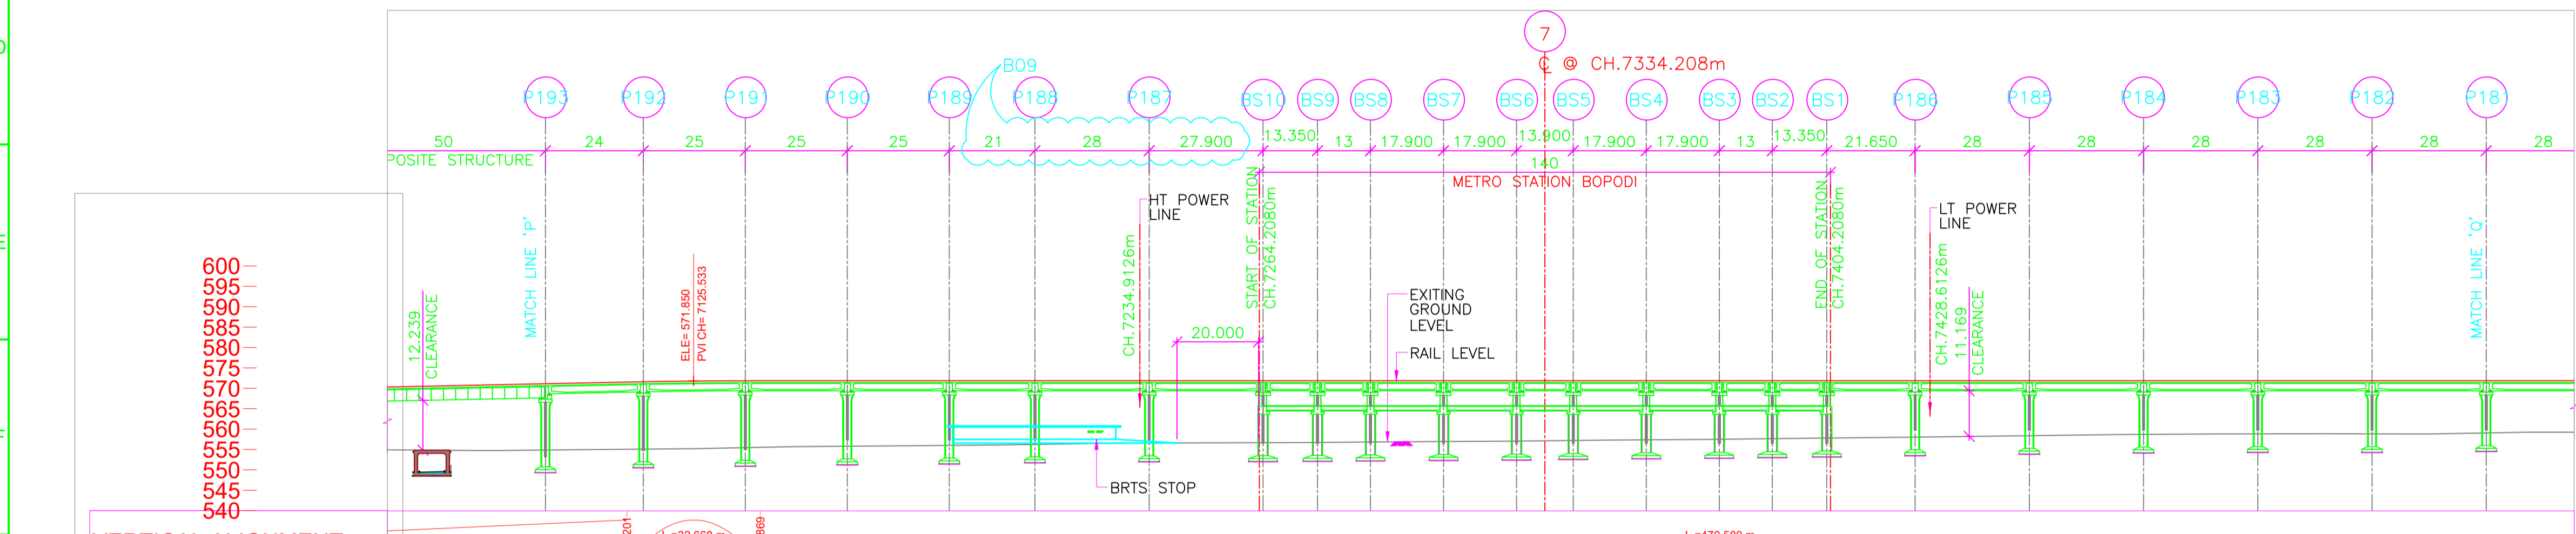 7
℄ @ CH.7334.208m
B09
P193 P192 P191 P190 P189 P188 P187 BS10 BS9 BS8 BS7 BS6 BS5 BS4 BS3 BS2 BS1 P186 P185 P184 P183 P182 P181
50 24 25 25 25 21 28 27.900 13.350 13 17.900 17.900 13.900 17.900 17.900 13 13.350 21.650 28 28 28 28 28 28
POSITE STRUCTURE
140
METRO STATION BOPODI
MATCH LINE 'P'
HT POWER
LINE
CH.7234.9126m
START OF STATION
CH.7264.2080m
END OF STATION
CH.7404.2080m
LT POWER
LINE
CH.7428.6126m
MATCH LINE 'Q'
600
595
590
585
580
575
570
565
560
555
550
545
540
12.239
CLEARANCE
ELE= 571.850
PVI CH= 7125.533
20.000
EXITING
GROUND
LEVEL
RAIL LEVEL
11.169
CLEARANCE
BRTS STOP
201
869